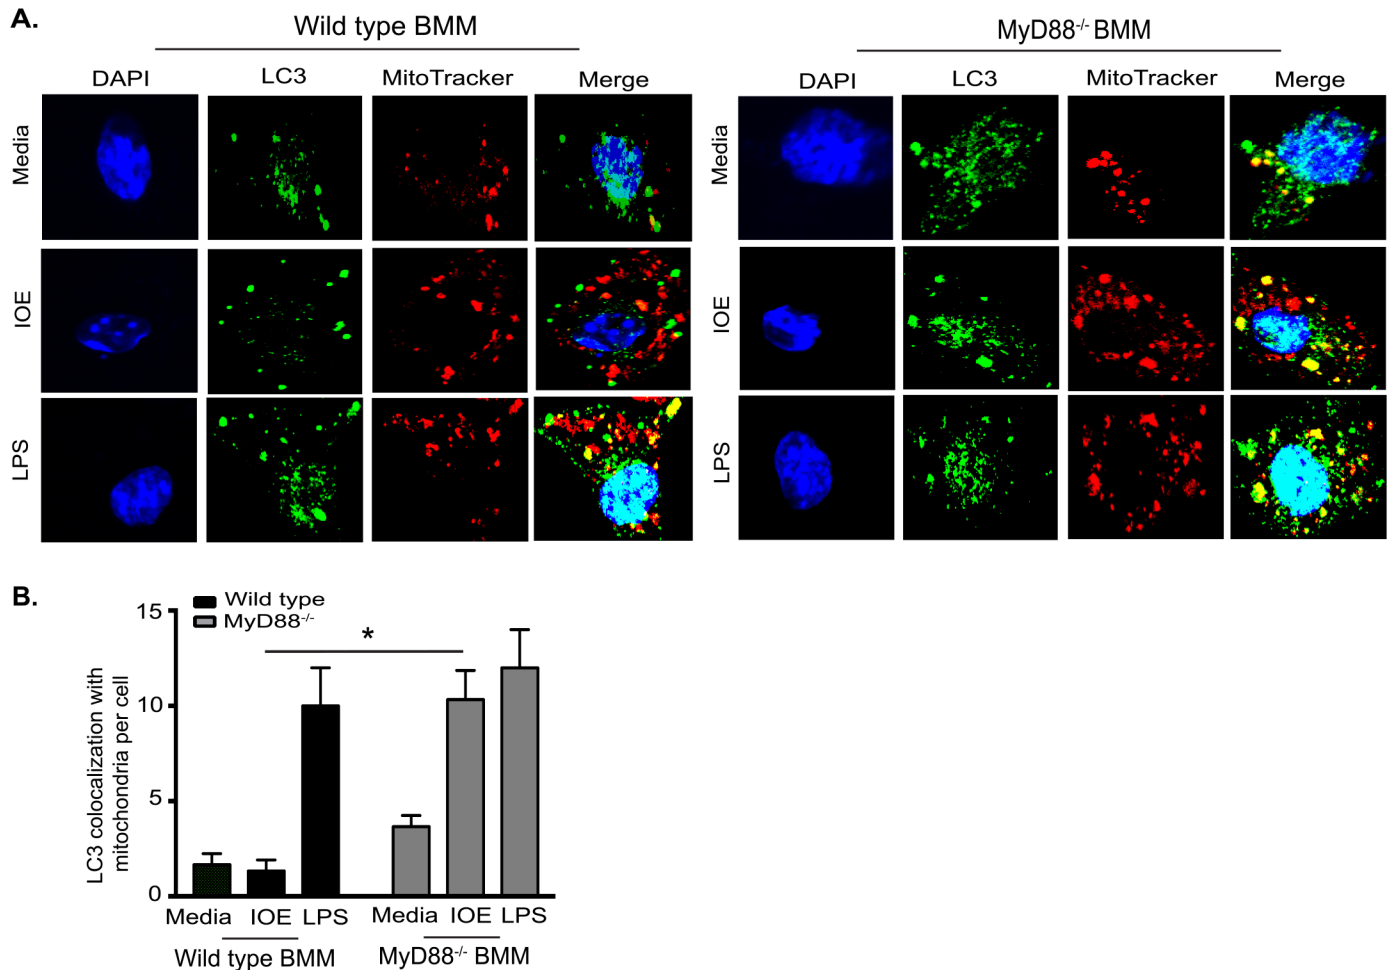 A.
Wild type BMM
MyD88-/- BMM
DAPI LC3 MitoTracker Merge
DAPI LC3 MitoTracker Merge
Media
Media
IOE
IOE
LPS
LPS
B.
Wild type
MyD88-/-
*
LC3 colocalization with
mitochondria per cell
15
10
5
0
Media IOE LPS
Media IOE LPS
Wild type BMM
MyD88-/- BMM